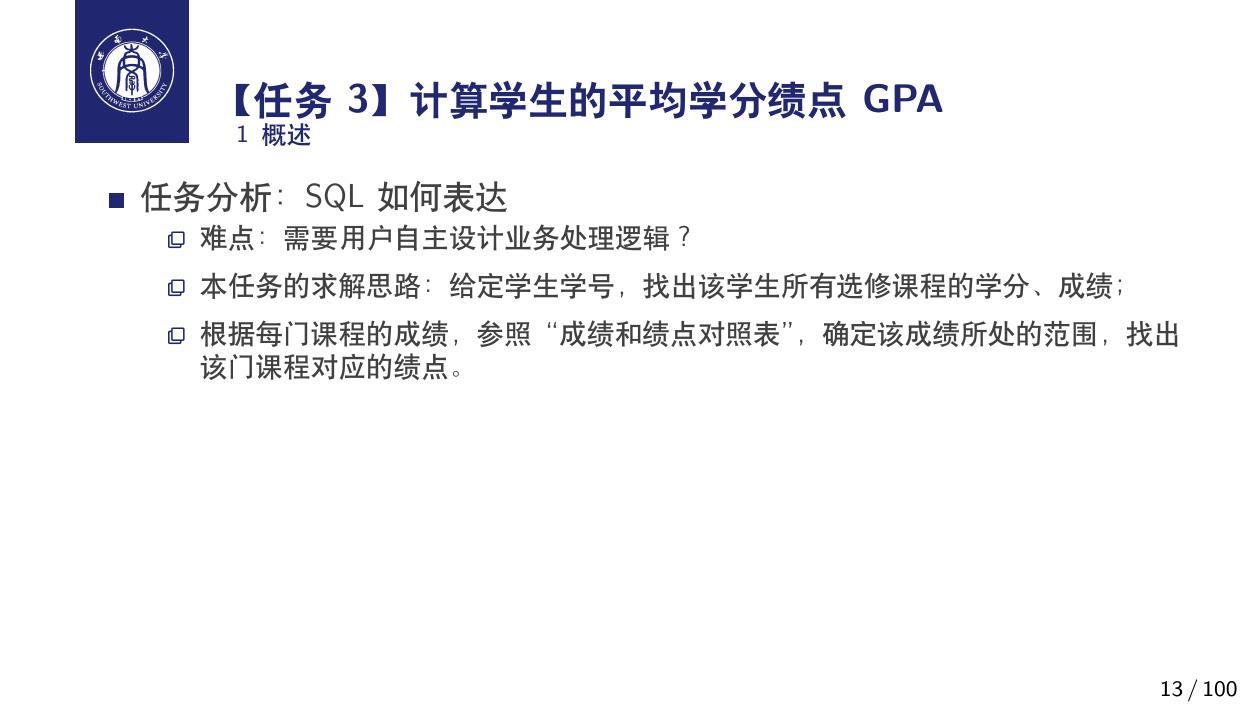 西南大学
SOUTHWEST UNIVERSITY
【任务 3】计算学生的平均学分绩点 GPA
1 概述
任务分析：SQL 如何表达
难点：需要用户自主设计业务处理逻辑？
本任务的求解思路：给定学生学号，找出该学生所有选修课程的学分、成绩；
根据每门课程的成绩，参照“成绩和绩点对照表”，确定该成绩所处的范围，找出
该门课程对应的绩点。
13 / 100